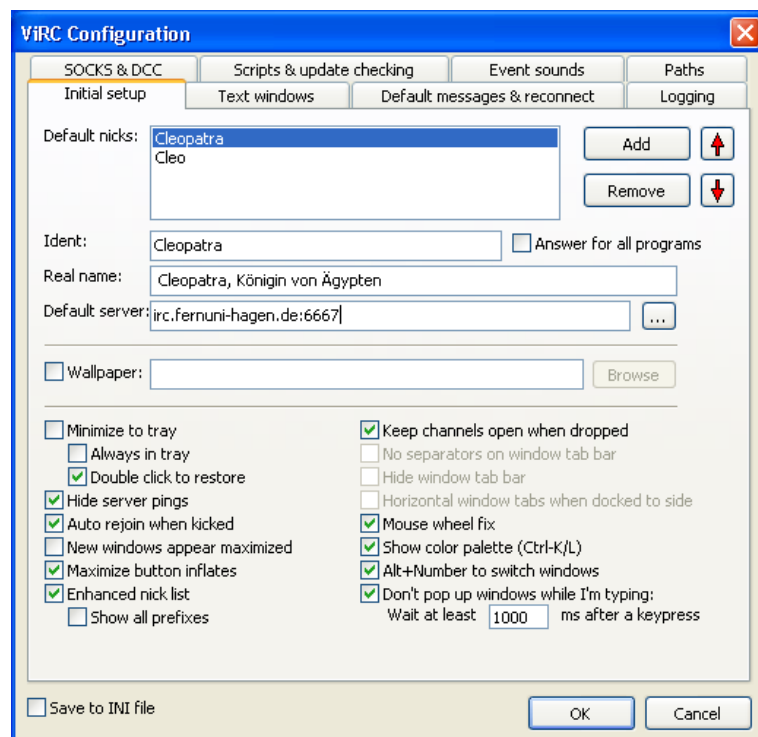 ViRC Configuration
SOCKS & DCC Scripts & update checking Event sounds Paths
Initial setup Text windows Default messages & reconnect Logging
Default nicks: Cleopatra Add
Cleo
Remove
Ident: Cleopatra Answer for all programs
Real name: Cleopatra, Königin von Ägypten
Default server: irc.fernuni-hagen.de:6667 ...
Wallpaper: Browse
Minimize to tray Keep channels open when dropped
Always in tray No separators on window tab bar
Double click to restore Hide window tab bar
Hide server pings Horizontal window tabs when docked to side
Auto rejoin when kicked Mouse wheel fix
New windows appear maximized Show color palette (Ctrl-K/L)
Maximize button inflates Alt+Number to switch windows
Enhanced nick list Don't pop up windows while I'm typing:
Show all prefixes Wait at least 1000 ms after a keypress
Save to INI file OK Cancel